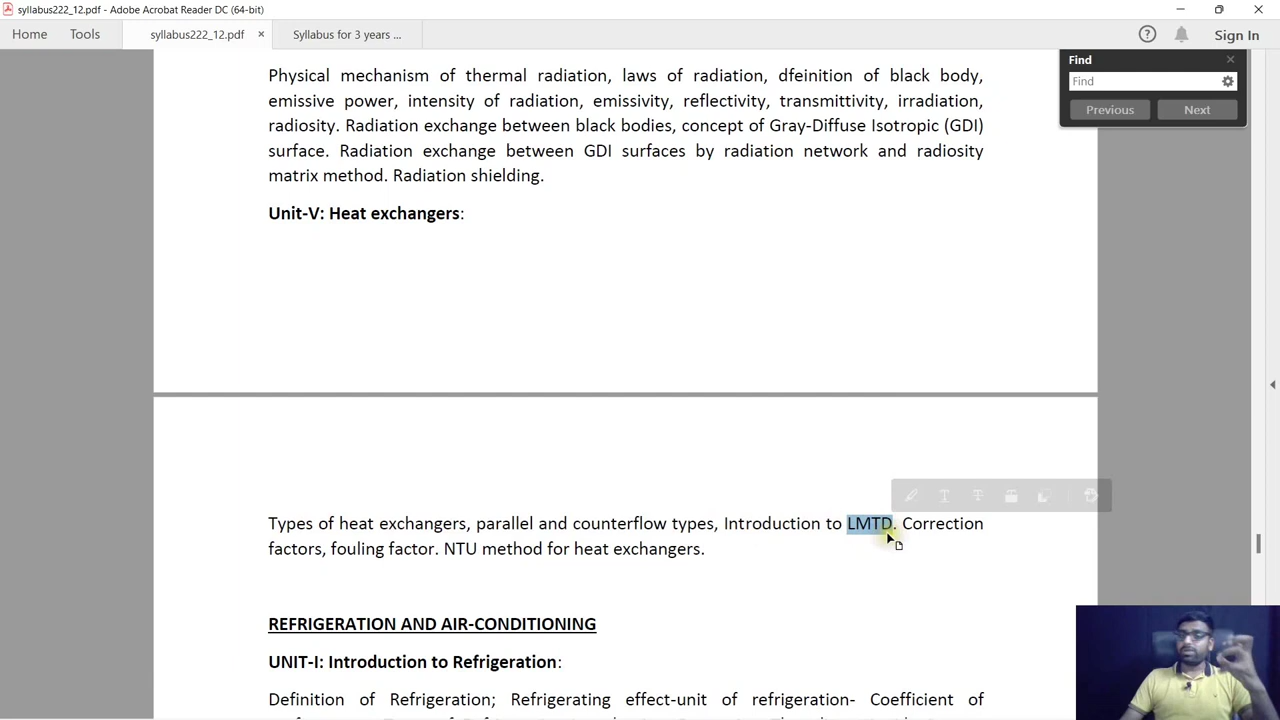 syllabus222_12.pdf - Adobe Acrobat Reader DC (64-bit)
Home Tools syllabus222_12.pdf × Syllabus for 3 years ... Sign In
Find
Find
Previous Next
Physical mechanism of thermal radiation, laws of radiation, dfeinition of black body,
emissive power, intensity of radiation, emissivity, reflectivity, transmittivity, irradiation,
radiosity. Radiation exchange between black bodies, concept of Gray-Diffuse Isotropic (GDI)
surface. Radiation exchange between GDI surfaces by radiation network and radiosity
matrix method. Radiation shielding.
Unit-V: Heat exchangers:
Types of heat exchangers, parallel and counterflow types, Introduction to LMTD. Correction
factors, fouling factor. NTU method for heat exchangers.
REFRIGERATION AND AIR-CONDITIONING
UNIT-I: Introduction to Refrigeration:
Definition of Refrigeration; Refrigerating effect-unit of refrigeration- Coefficient of